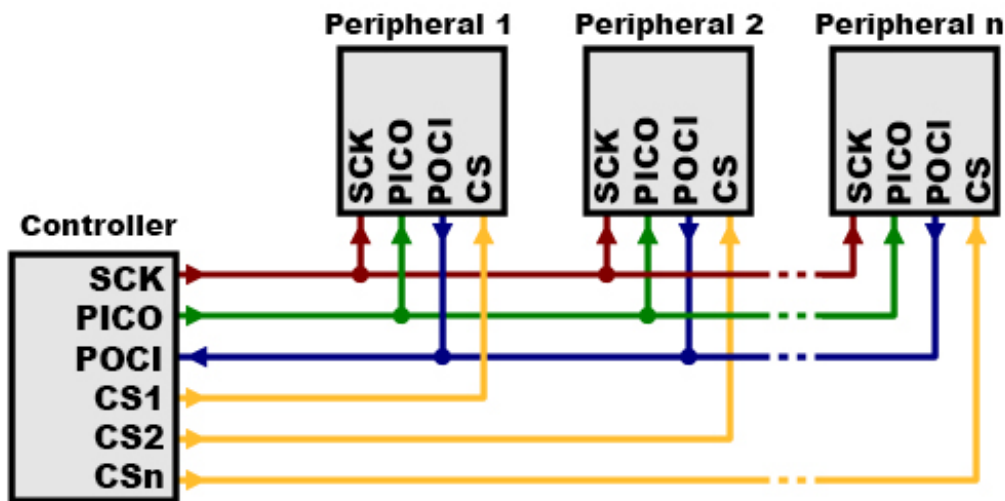 Peripheral 1
Peripheral 2
Peripheral n
SCK
PICO
POCI
CS
SCK
PICO
POCI
CS
SCK
PICO
POCI
CS
Controller
SCK
PICO
POCI
CS1
CS2
CSn